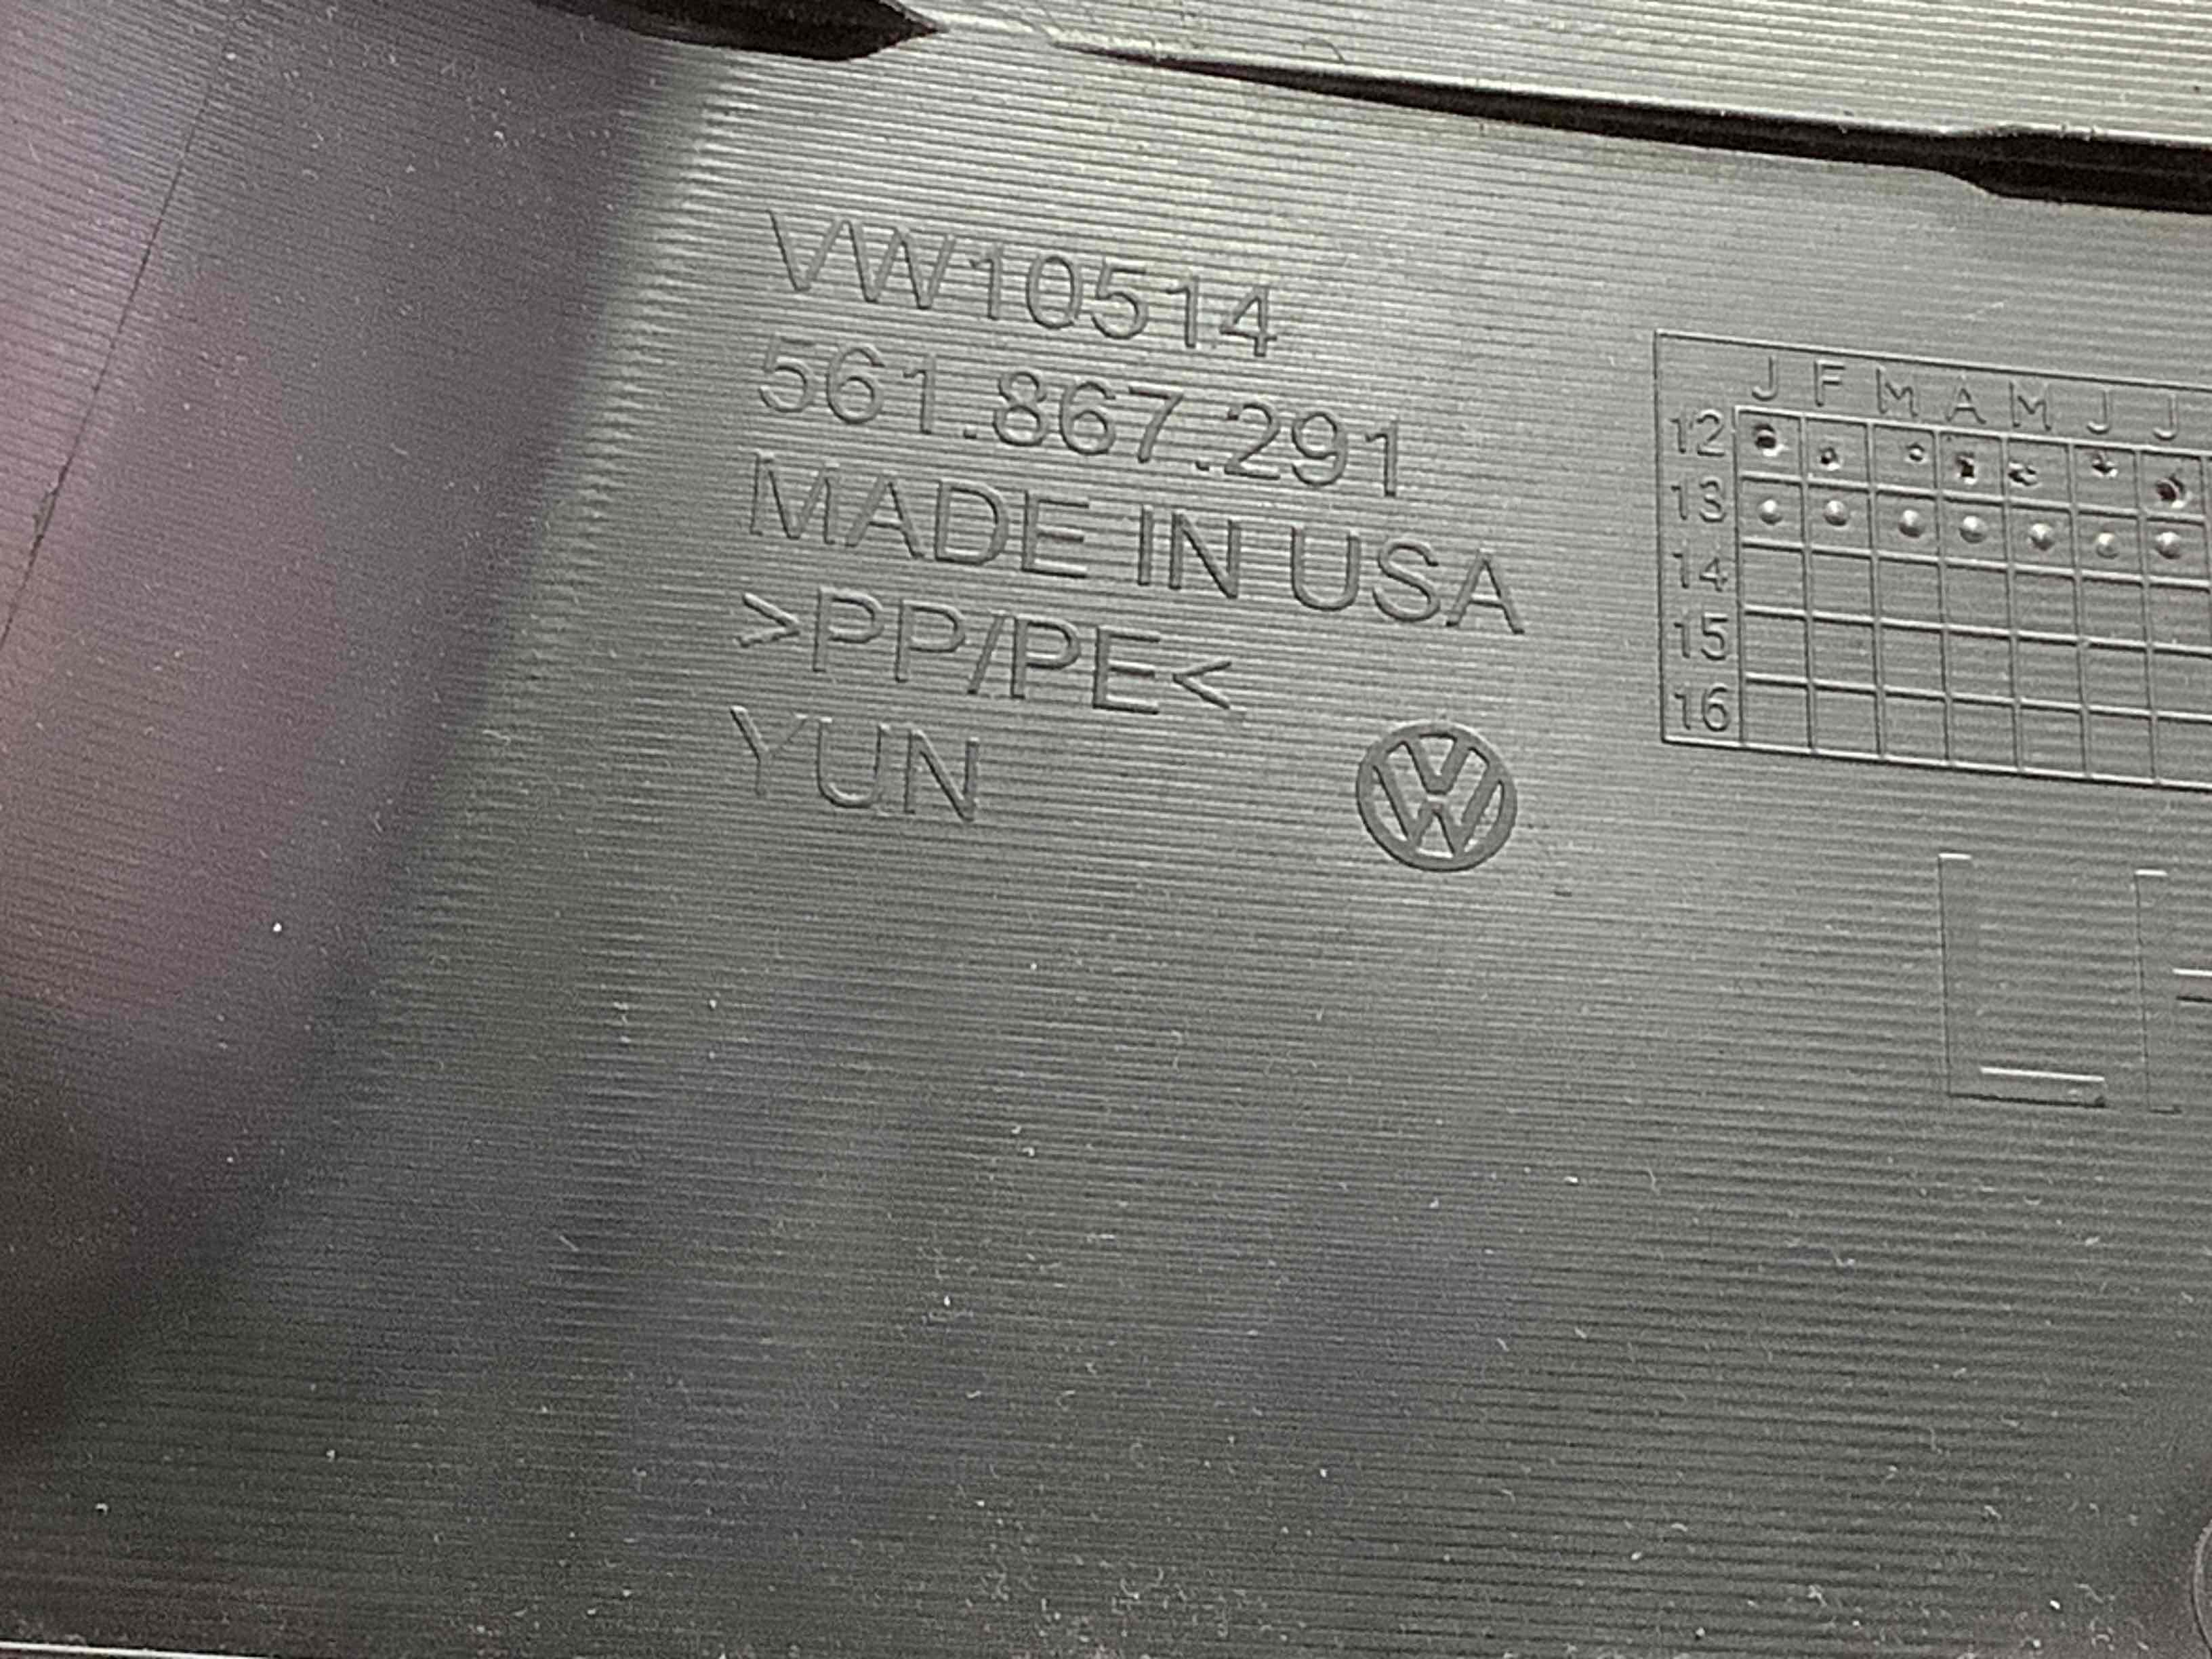 VW10514
561.867.291
MADE IN USA
>PP/PE<
YUN
J F M A M J J
12
13
14
15
16
L